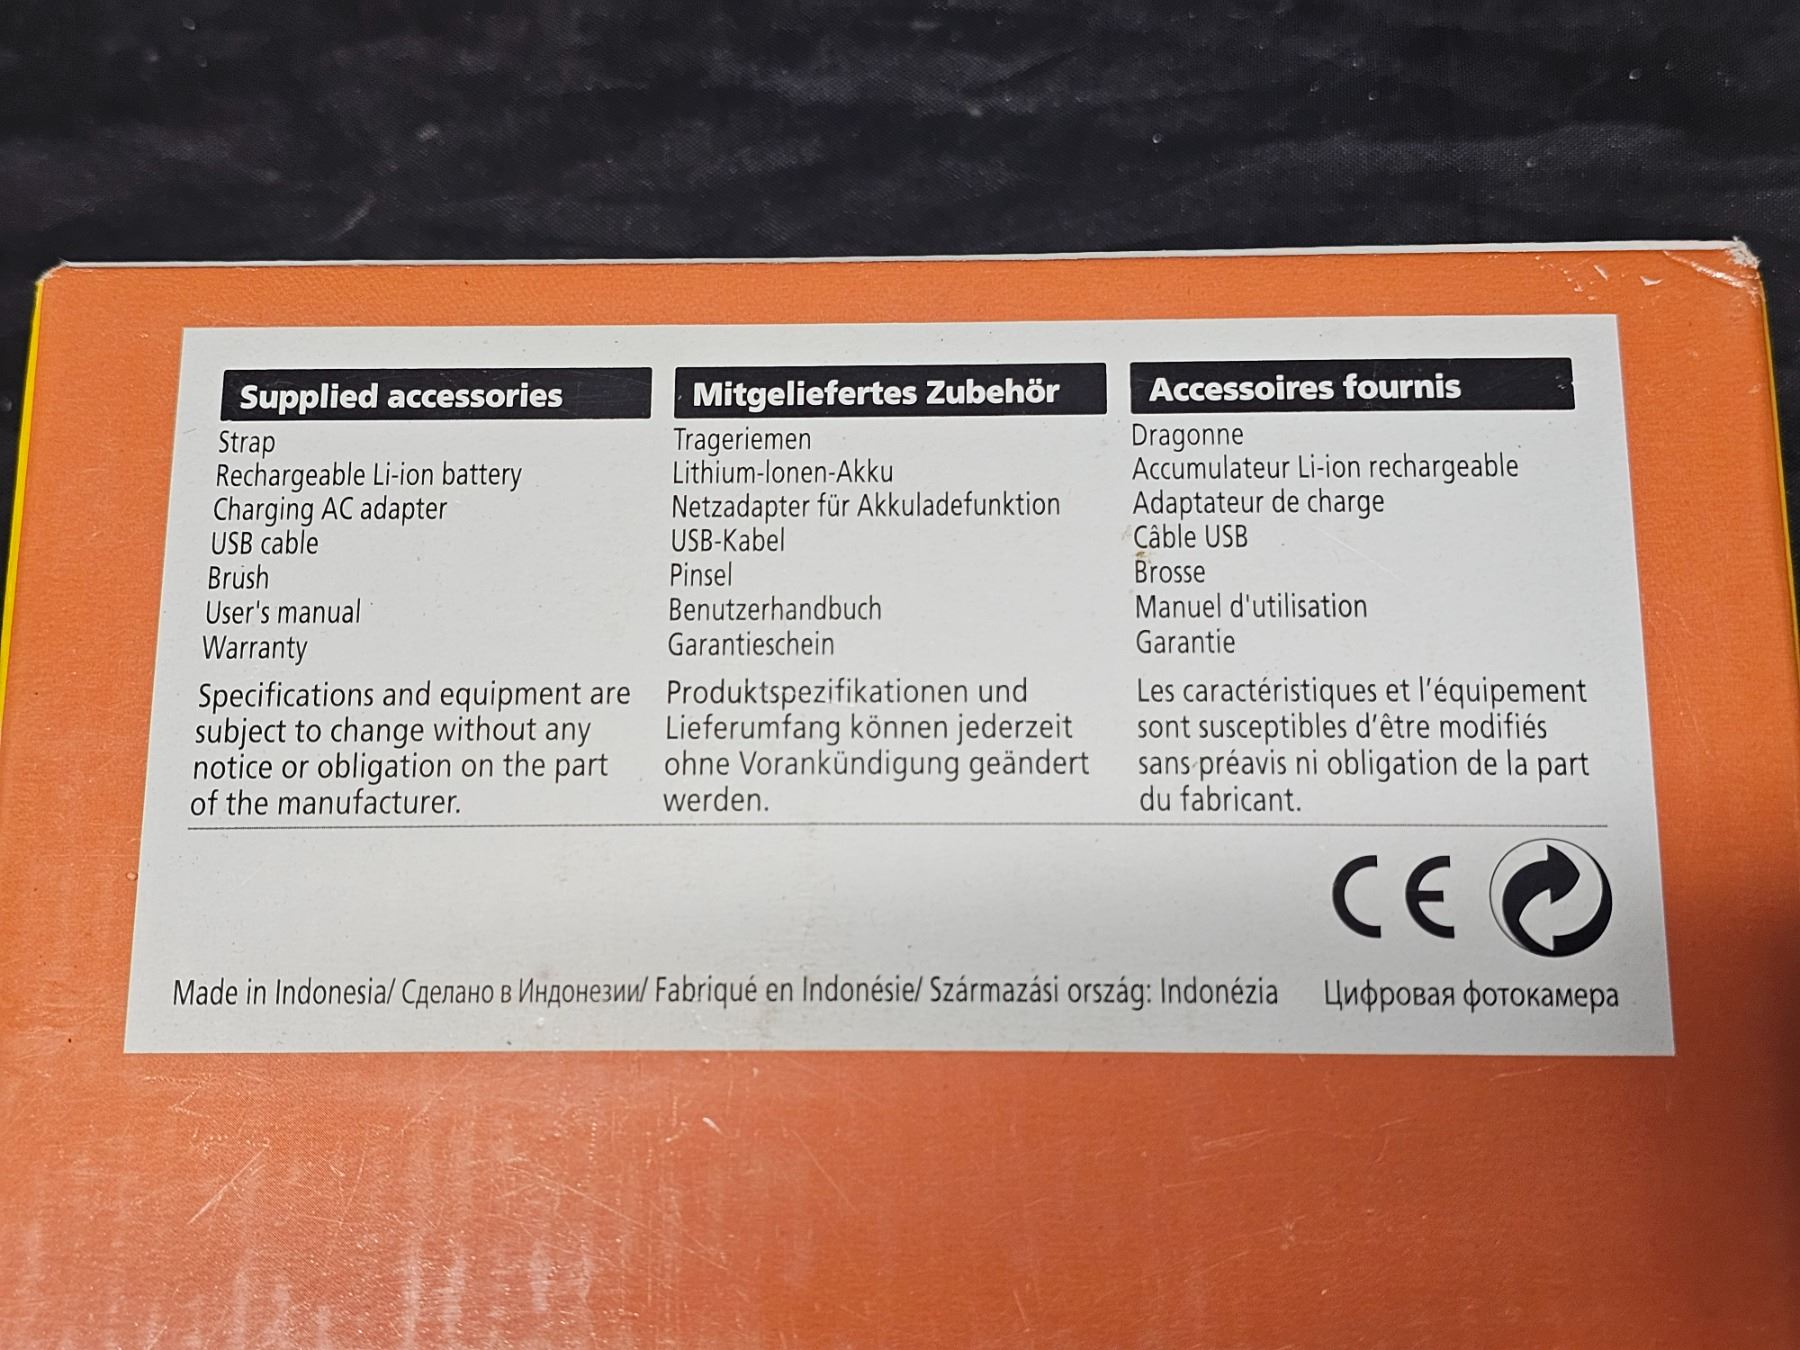 Supplied accessories
Strap
Rechargeable Li-ion battery
Charging AC adapter
USB cable
Brush
User's manual
Warranty
Specifications and equipment are
subject to change without any
notice or obligation on the part
of the manufacturer.
Mitgeliefertes Zubehör
Trageriemen
Lithium-Ionen-Akku
Netzadapter für Akkuladefunktion
USB-Kabel
Pinsel
Benutzerhandbuch
Garantieschein
Produktspezifikationen und
Lieferumfang können jederzeit
ohne Vorankündigung geändert
werden.
Accessoires fournis
Dragonne
Accumulateur Li-ion rechargeable
Adaptateur de charge
Câble USB
Brosse
Manuel d'utilisation
Garantie
Les caractéristiques et l’équipement
sont susceptibles d’être modifiés
sans préavis ni obligation de la part
du fabricant.
CE
Made in Indonesia/ Сделано в Индонезии/ Fabriqué en Indonésie/ Származási ország: Indonézia
Цифровая фотокамера